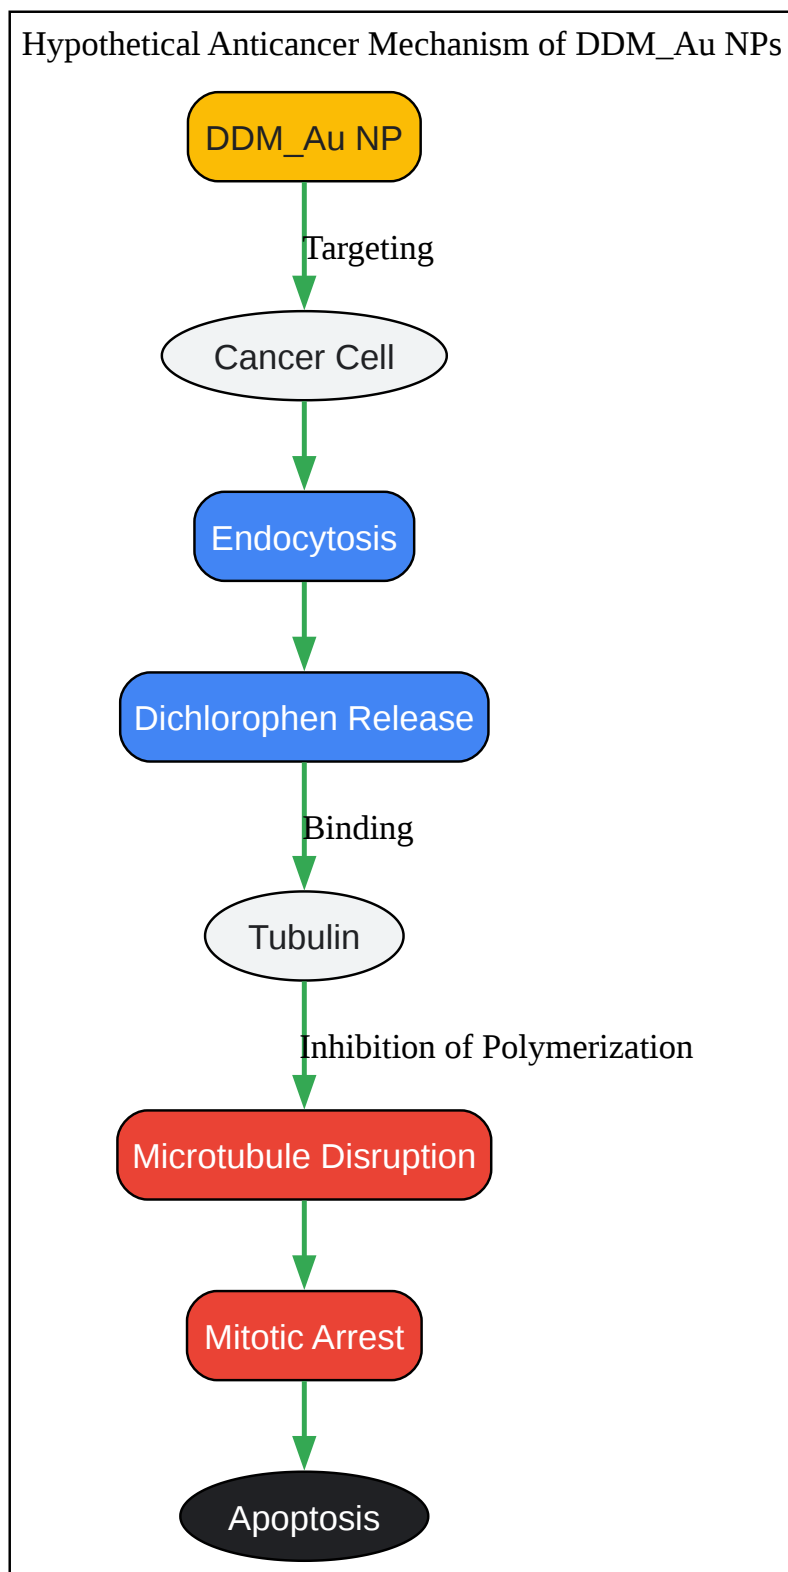 Hypothetical Anticancer Mechanism of DDM_Au NPs
DDM_Au NP
Targeting
Cancer Cell
Endocytosis
Dichlorophen Release
Binding
Tubulin
Inhibition of Polymerization
Microtubule Disruption
Mitotic Arrest
Apoptosis